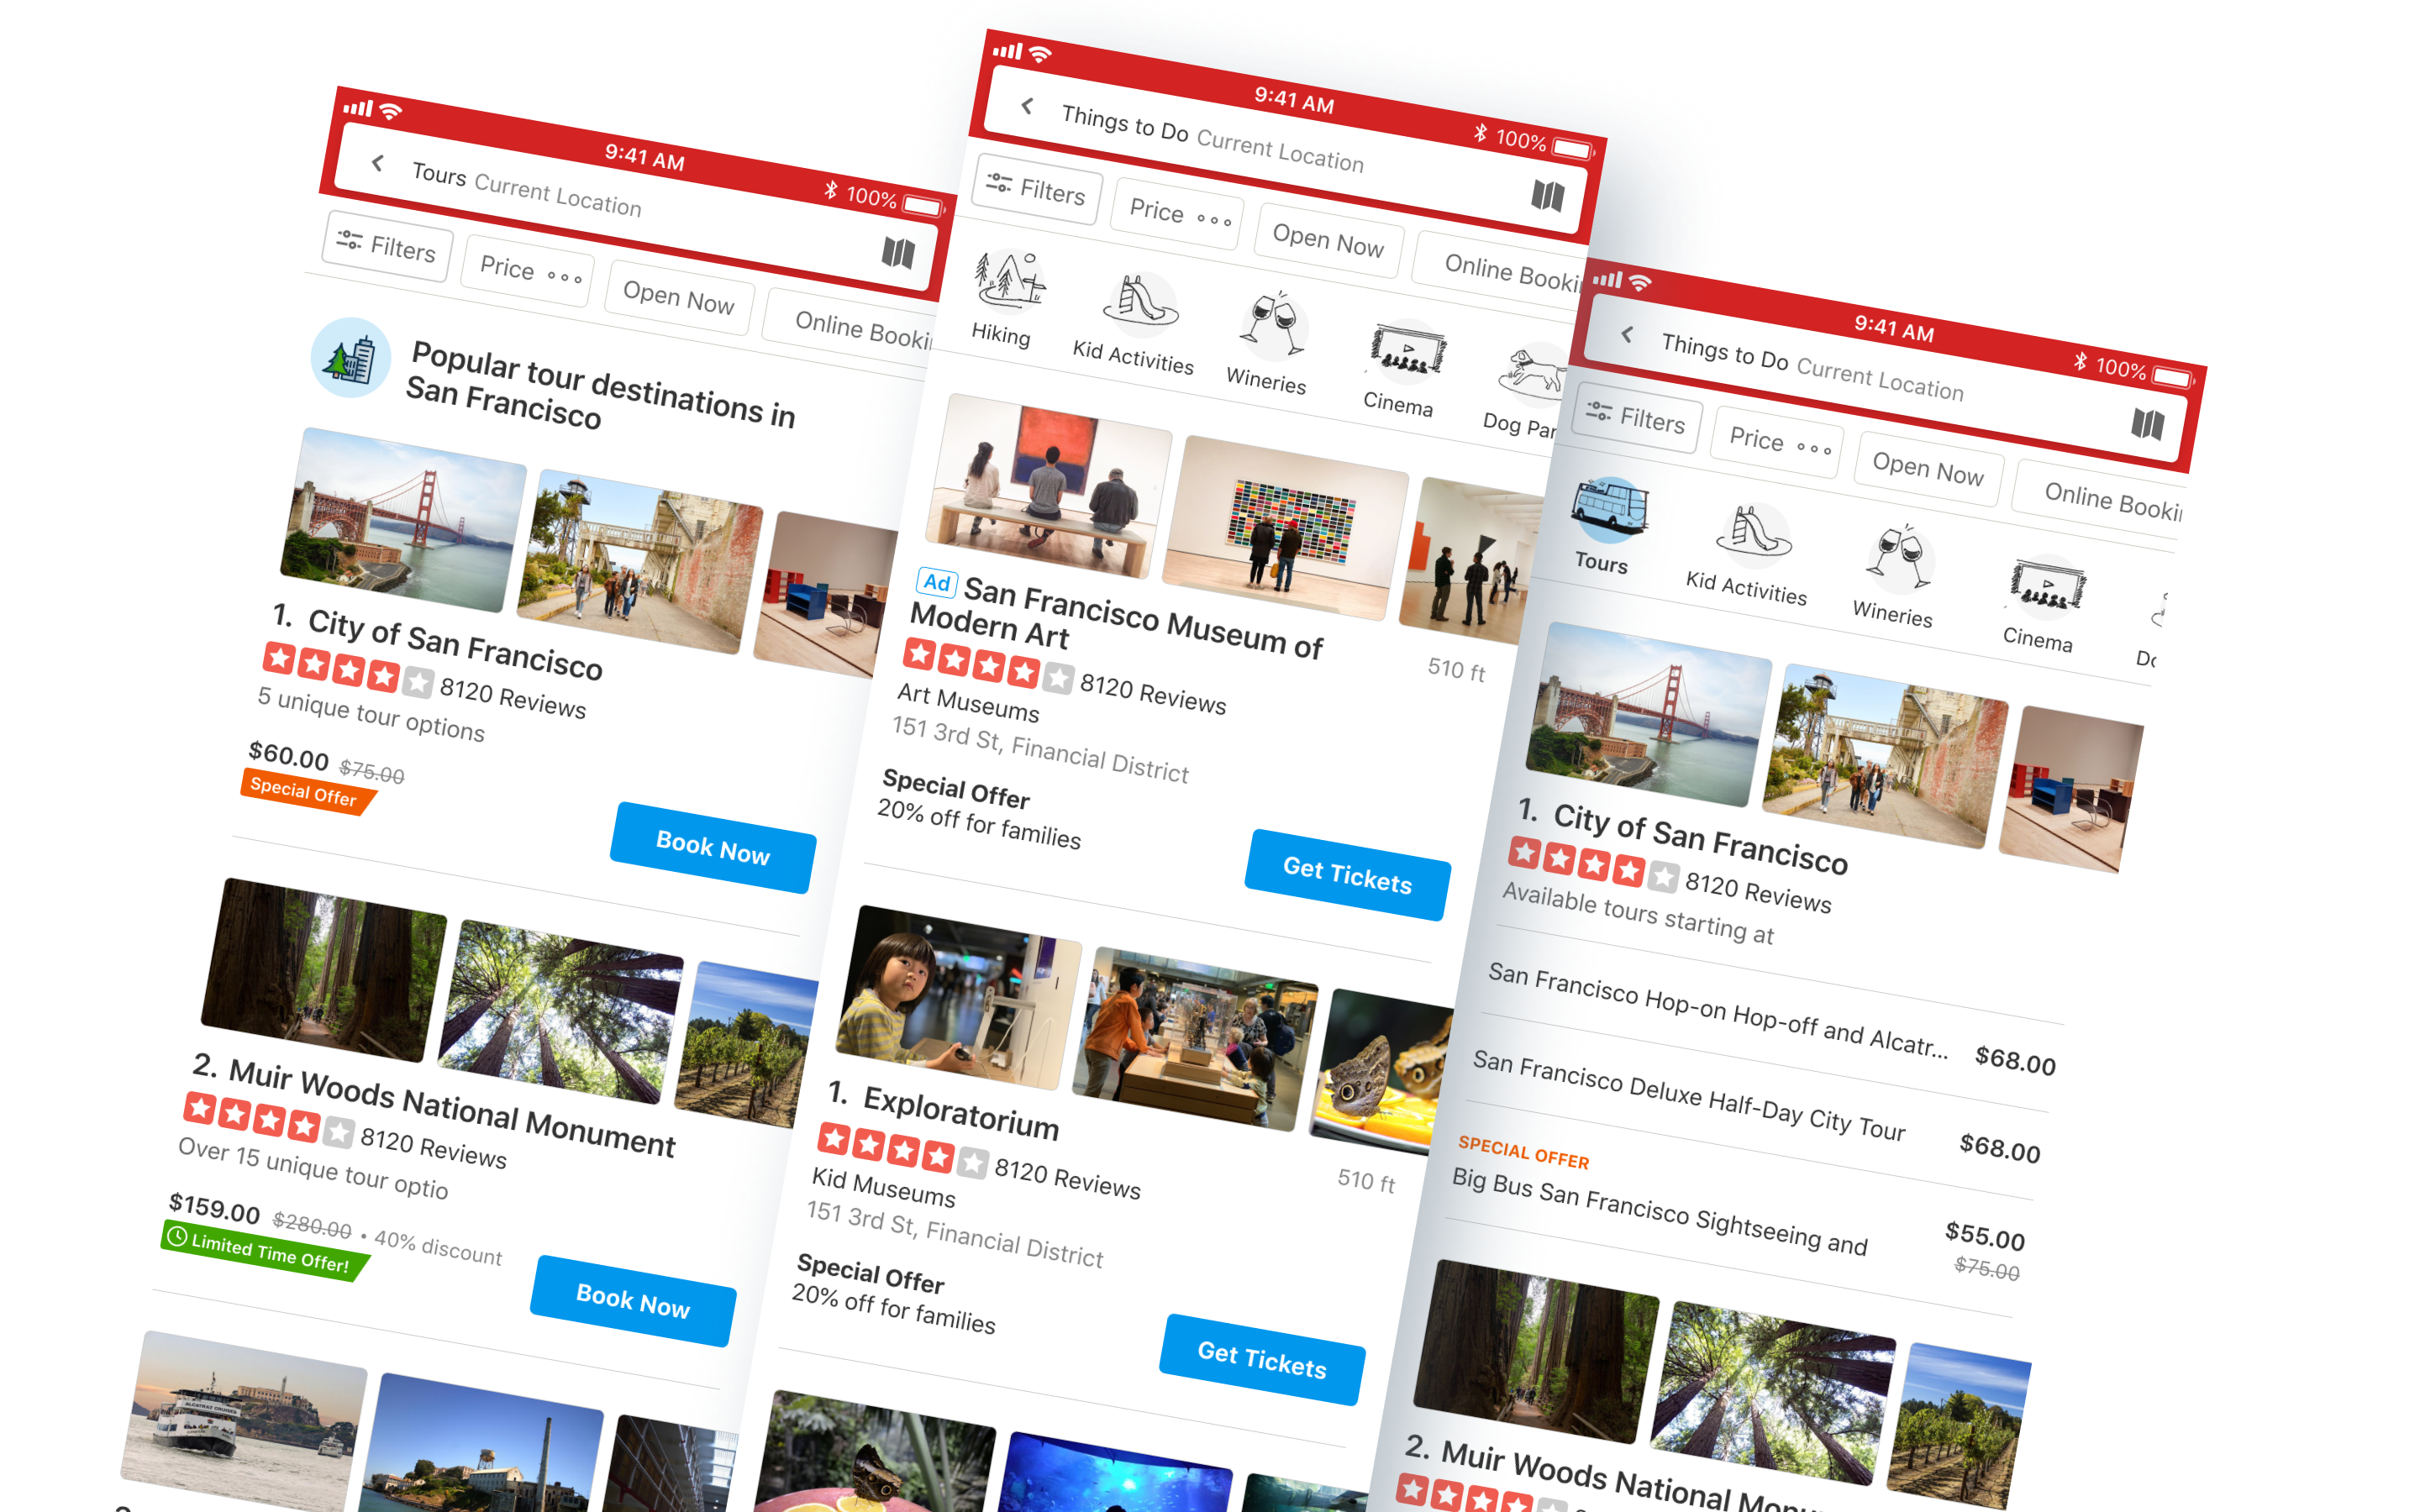 9:41 AM
100%
Tours Current Location
Filters
Price
Open Now
Online Booki
Popular tour destinations in
San Francisco
1. City of San Francisco
8120 Reviews
5 unique tour options
$60.00 $75.00
Special Offer
Book Now
2. Muir Woods National Monument
8120 Reviews
Over 15 unique tour optio
$159.00 $280.00 • 40% discount
Limited Time Offer!
Book Now
ALCATRAZ CRUISES
9:41 AM
100%
Things to Do Current Location
Filters
Price
Open Now
Online Booki
Hiking
Kid Activities
Wineries
Cinema
Dog Par
Ad San Francisco Museum of
Modern Art
510 ft
8120 Reviews
Art Museums
151 3rd St, Financial District
Special Offer
20% off for families
Get Tickets
1. Exploratorium
510 ft
8120 Reviews
Kid Museums
151 3rd St, Financial District
Special Offer
20% off for families
Get Tickets
9:41 AM
100%
Things to Do Current Location
Filters
Price
Open Now
Online Booki
Tours
Kid Activities
Wineries
Cinema
Do
1. City of San Francisco
8120 Reviews
Available tours starting at
San Francisco Hop-on Hop-off and Alcatr... $68.00
San Francisco Deluxe Half-Day City Tour $68.00
SPECIAL OFFER
Big Bus San Francisco Sightseeing and $55.00
$75.00
2. Muir Woods National Monu